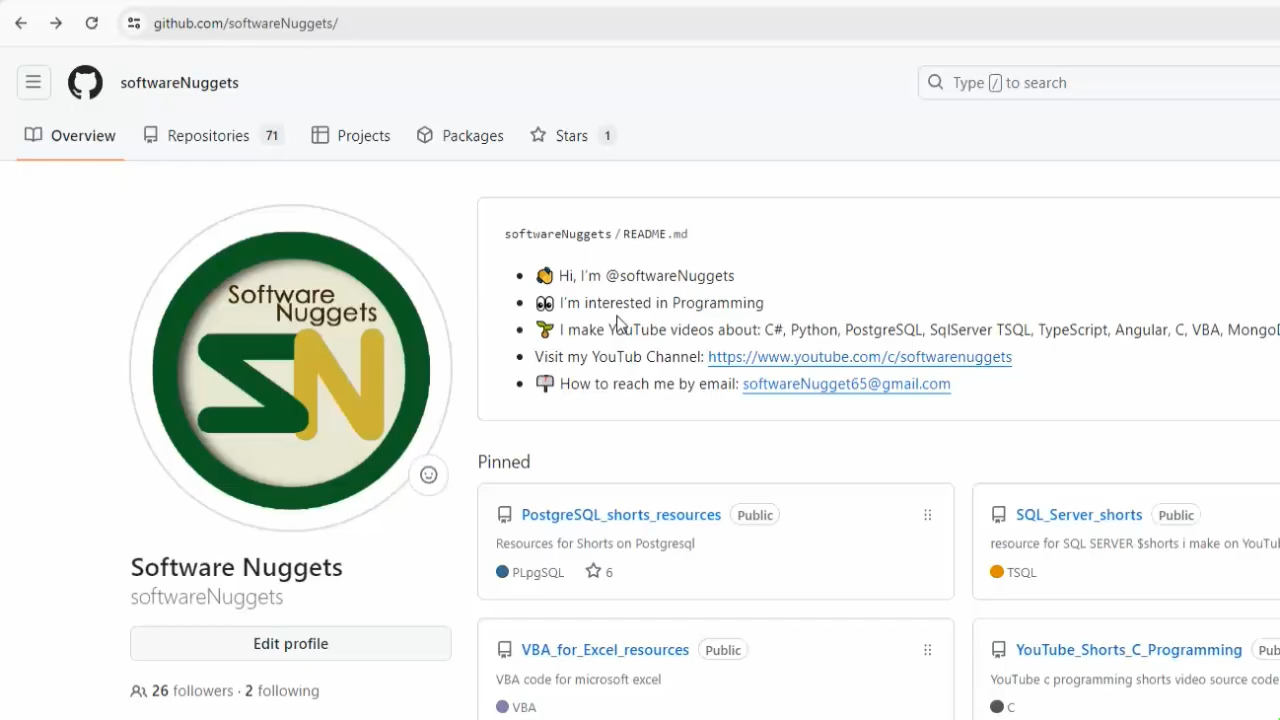 github.com/softwareNuggets/
softwareNuggets
Type / to search
Overview
Repositories 71
Projects
Packages
Stars 1
Software
Nuggets
SN
softwareNuggets / README.md
Hi, I'm @softwareNuggets
I'm interested in Programming
I make YouTube videos about: C#, Python, PostgreSQL, SqlServer TSQL, TypeScript, Angular, C, VBA, MongoD
Visit my YouTub Channel: https://www.youtube.com/c/softwarenuggets
How to reach me by email: softwareNugget65@gmail.com
Pinned
PostgreSQL_shorts_resources Public
Resources for Shorts on Postgresql
PLpgSQL 6
SQL_Server_shorts Public
resource for SQL SERVER $shorts i make on YouTu
TSQL
VBA_for_Excel_resources Public
VBA code for microsoft excel
VBA
YouTube_Shorts_C_Programming Pub
YouTube c programming shorts video source code
C
Software Nuggets
softwareNuggets
Edit profile
26 followers · 2 following